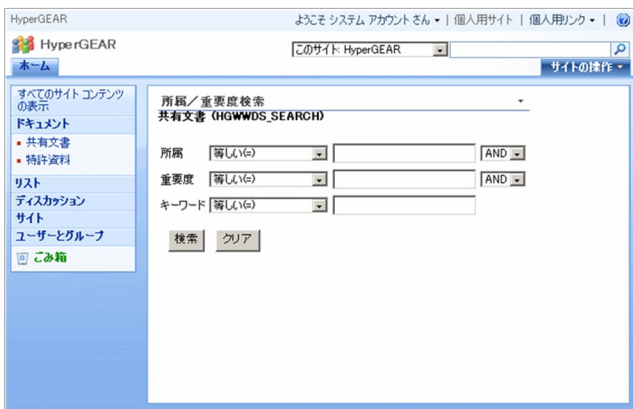 HyperGEAR
ようこそ システム アカウント さん ▾ | 個人用サイト | 個人用リンク ▾ |
HyperGEAR
このサイト: HyperGEAR
ホーム
サイトの操作 ▾
すべてのサイト コンテンツ
の表示
ドキュメント
▪ 共有文書
▪ 特許資料
リスト
ディスカッション
サイト
ユーザーとグループ
ごみ箱
所属/重要度検索
共有文書 (HGWWDS_SEARCH)
所属 等しい(=) AND
重要度 等しい(=) AND
キーワード 等しい(=)
検索 クリア